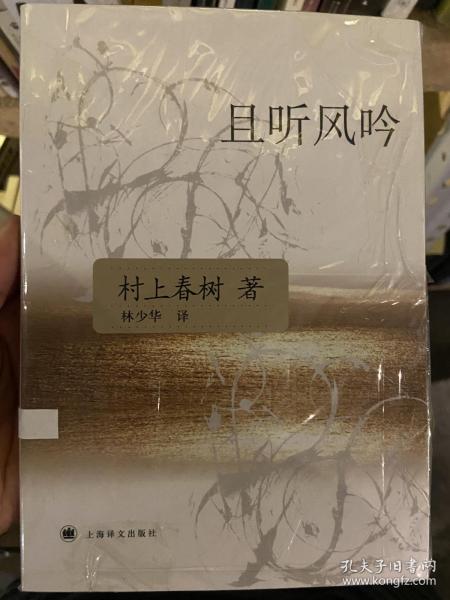 且听风吟
村上春树 著
林少华 译
上海译文出版社
孔夫子旧书网
www.kongfz.com